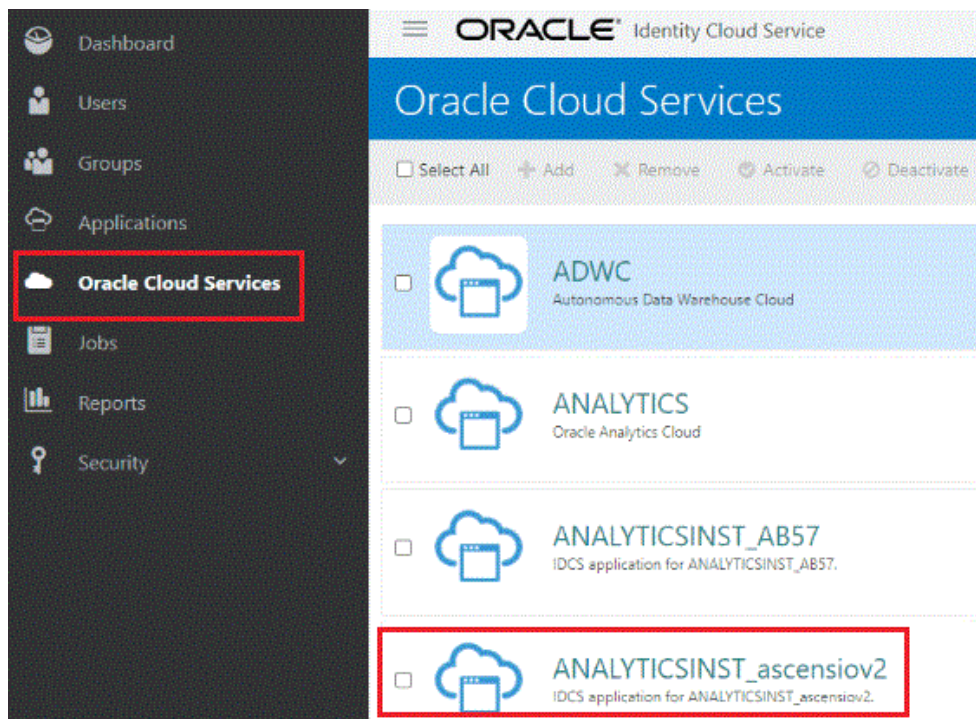 Dashboard
Users
Groups
Applications
Oracle Cloud Services
Jobs
Reports
Security
ORACLE® Identity Cloud Service
Oracle Cloud Services
Select All Add Remove Activate Deactivate
ADWC
Autonomous Data Warehouse Cloud
ANALYTICS
Oracle Analytics Cloud
ANALYTICSINST_AB57
IDCS application for ANALYTICSINST_AB57.
ANALYTICSINST_ascensiov2
IDCS application for ANALYTICSINST_ascensiov2.